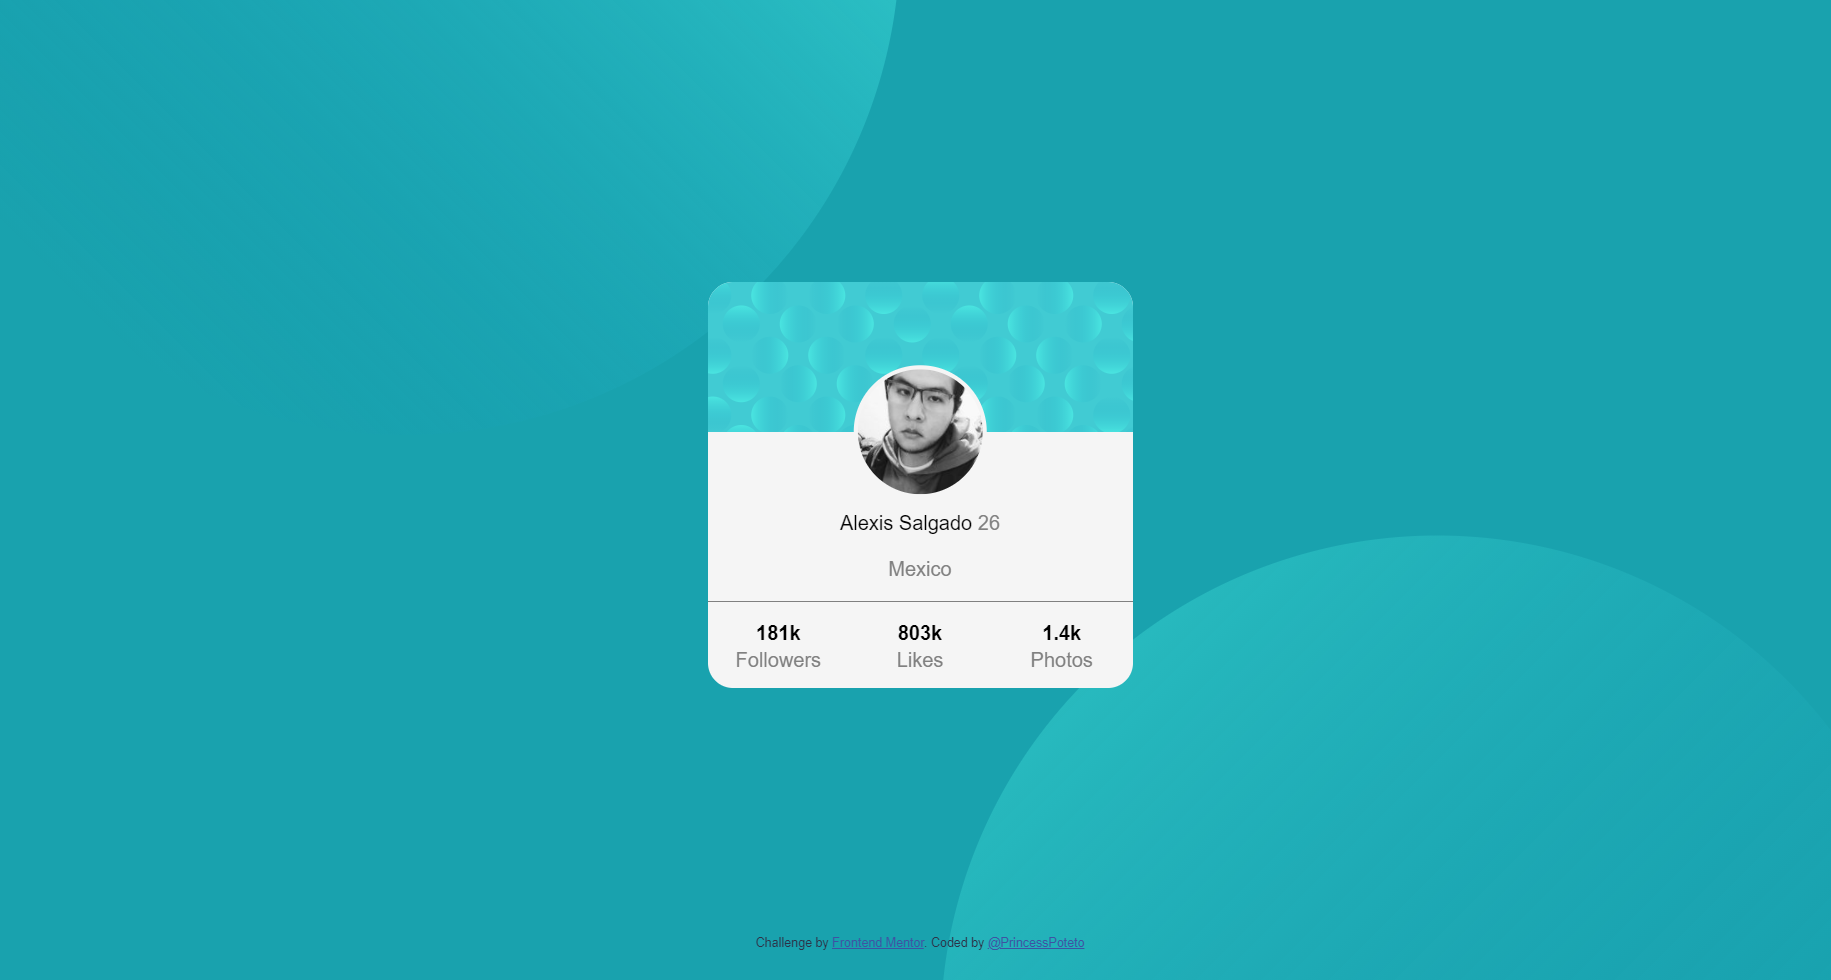 Alexis Salgado 26
Mexico
181k 803k 1.4k
Followers Likes Photos
Challenge by Frontend Mentor. Coded by @PrincessPoteto